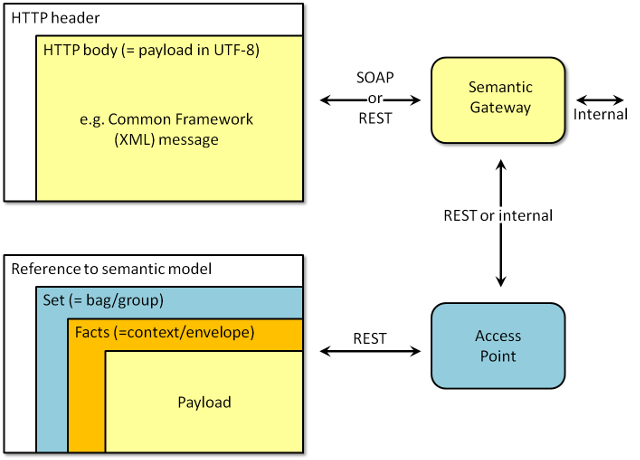 HTTP header
HTTP body (= payload in UTF-8)
e.g. Common Framework
(XML) message
SOAP
or
REST
Semantic
Gateway
Internal
REST or internal
Reference to semantic model
Set (= bag/group)
Facts (=context/envelope)
Payload
REST
Access
Point